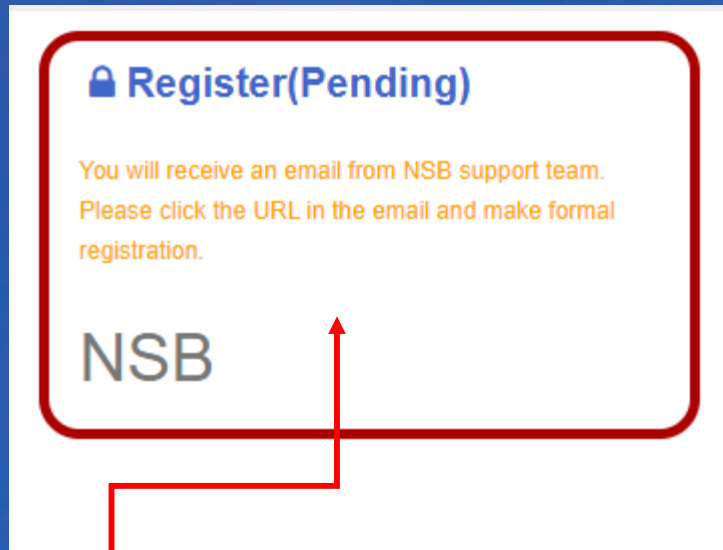 Register(Pending)
You will receive an email from NSB support team.
Please click the URL in the email and make formal
registration.
NSB